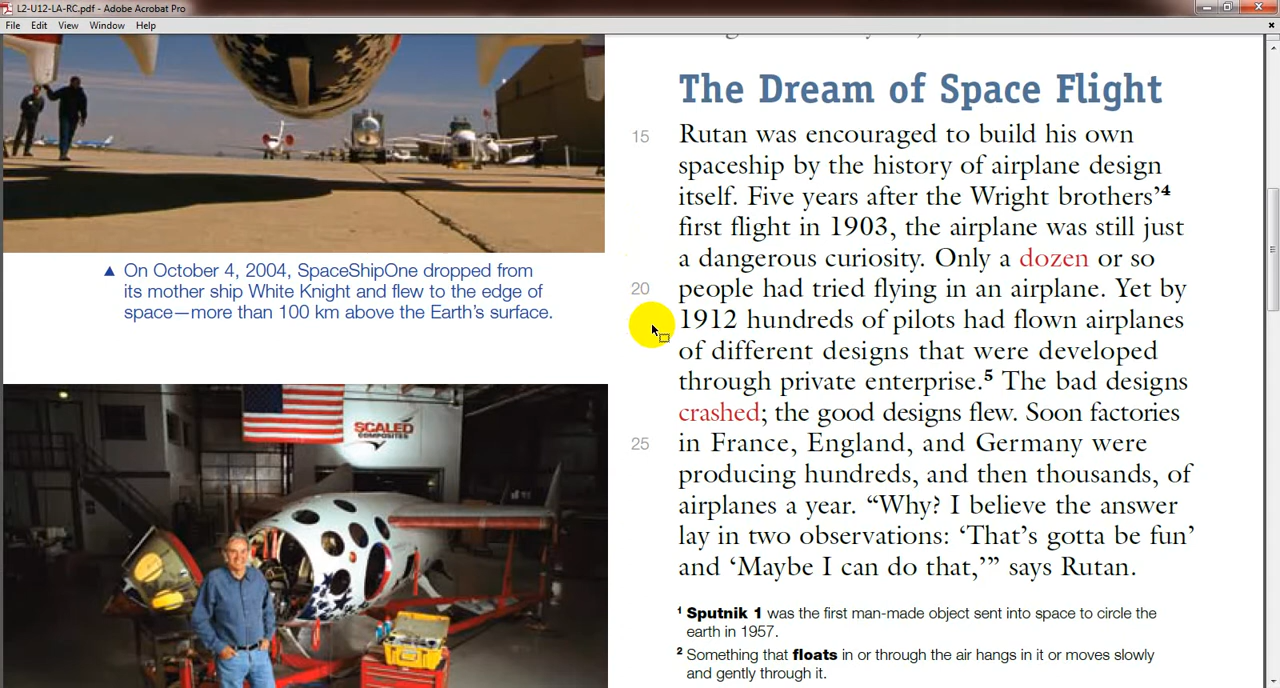 L2-U12-LA-RC.pdf - Adobe Acrobat Pro
File Edit View Window Help
▲ On October 4, 2004, SpaceShipOne dropped from
its mother ship White Knight and flew to the edge of
space—more than 100 km above the Earth's surface.
SCALED
COMPOSITES
The Dream of Space Flight
15 Rutan was encouraged to build his own
spaceship by the history of airplane design
itself. Five years after the Wright brothers'⁴
first flight in 1903, the airplane was still just
a dangerous curiosity. Only a dozen or so
20 people had tried flying in an airplane. Yet by
1912 hundreds of pilots had flown airplanes
of different designs that were developed
through private enterprise.⁵ The bad designs
crashed; the good designs flew. Soon factories
25 in France, England, and Germany were
producing hundreds, and then thousands, of
airplanes a year. “Why? I believe the answer
lay in two observations: ‘That's gotta be fun’
and ‘Maybe I can do that,’” says Rutan.
¹ Sputnik 1 was the first man-made object sent into space to circle the
earth in 1957.
² Something that floats in or through the air hangs in it or moves slowly
and gently through it.